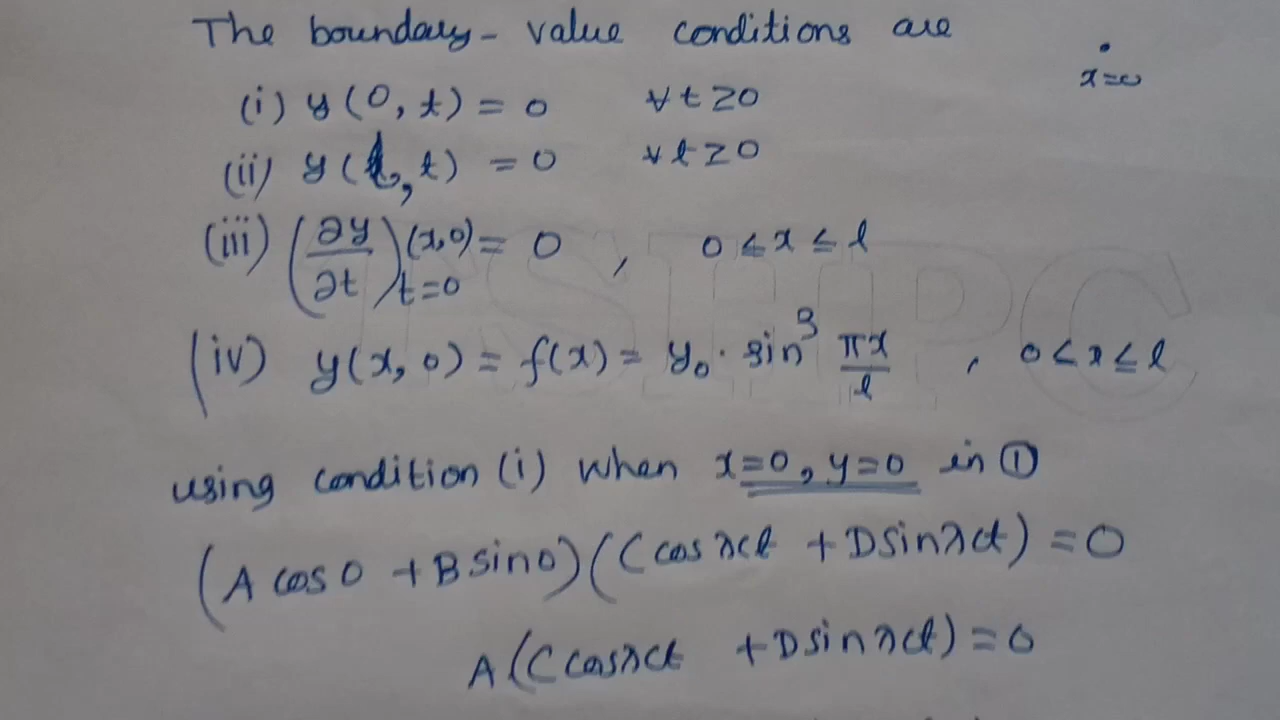 The boundary-value conditions are
x=0
(i) y(0, t) = 0 ∀ t ≥ 0
(ii) y(l, t) = 0 ∀ t ≥ 0
(iii) (∂y/∂t)(x,0) = 0 , 0 ≤ x ≤ l
t=0
(iv) y(x, 0) = f(x) = y₀ · sin³ πx/l , 0 < x ≤ l
using condition (i) when x=0, y=0 in ①
(A cos 0 + B sin 0)(C cos λct + D sin λct) = 0
A(C cos λct + D sin λct) = 0